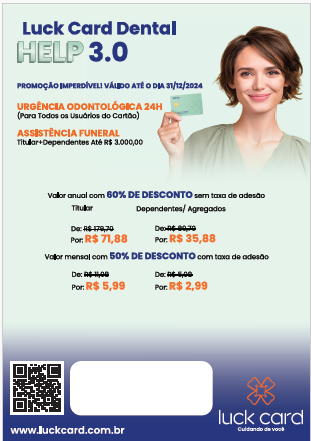 Luck Card Dental
HELP 3.0
PROMOÇÃO IMPERDÍVEL! VÁLIDO ATÉ O DIA 31/12/2024
URGÊNCIA ODONTOLÓGICA 24H
(Para Todos os Usuários do Cartão)
ASSISTÊNCIA FUNERAL
Titular+Dependentes Até R$ 3.000,00
Valor anual com 60% DE DESCONTO sem taxa de adesão
Titular Dependentes/ Agregados
De: R$ 179,70 De: R$ 89,70
Por: R$ 71,88 Por: R$ 35,88
Valor mensal com 50% DE DESCONTO com taxa de adesão
De: R$ 11,98 De: R$ 5,98
Por: R$ 5,99 Por: R$ 2,99
luck card
Cuidando de você
www.luckcard.com.br